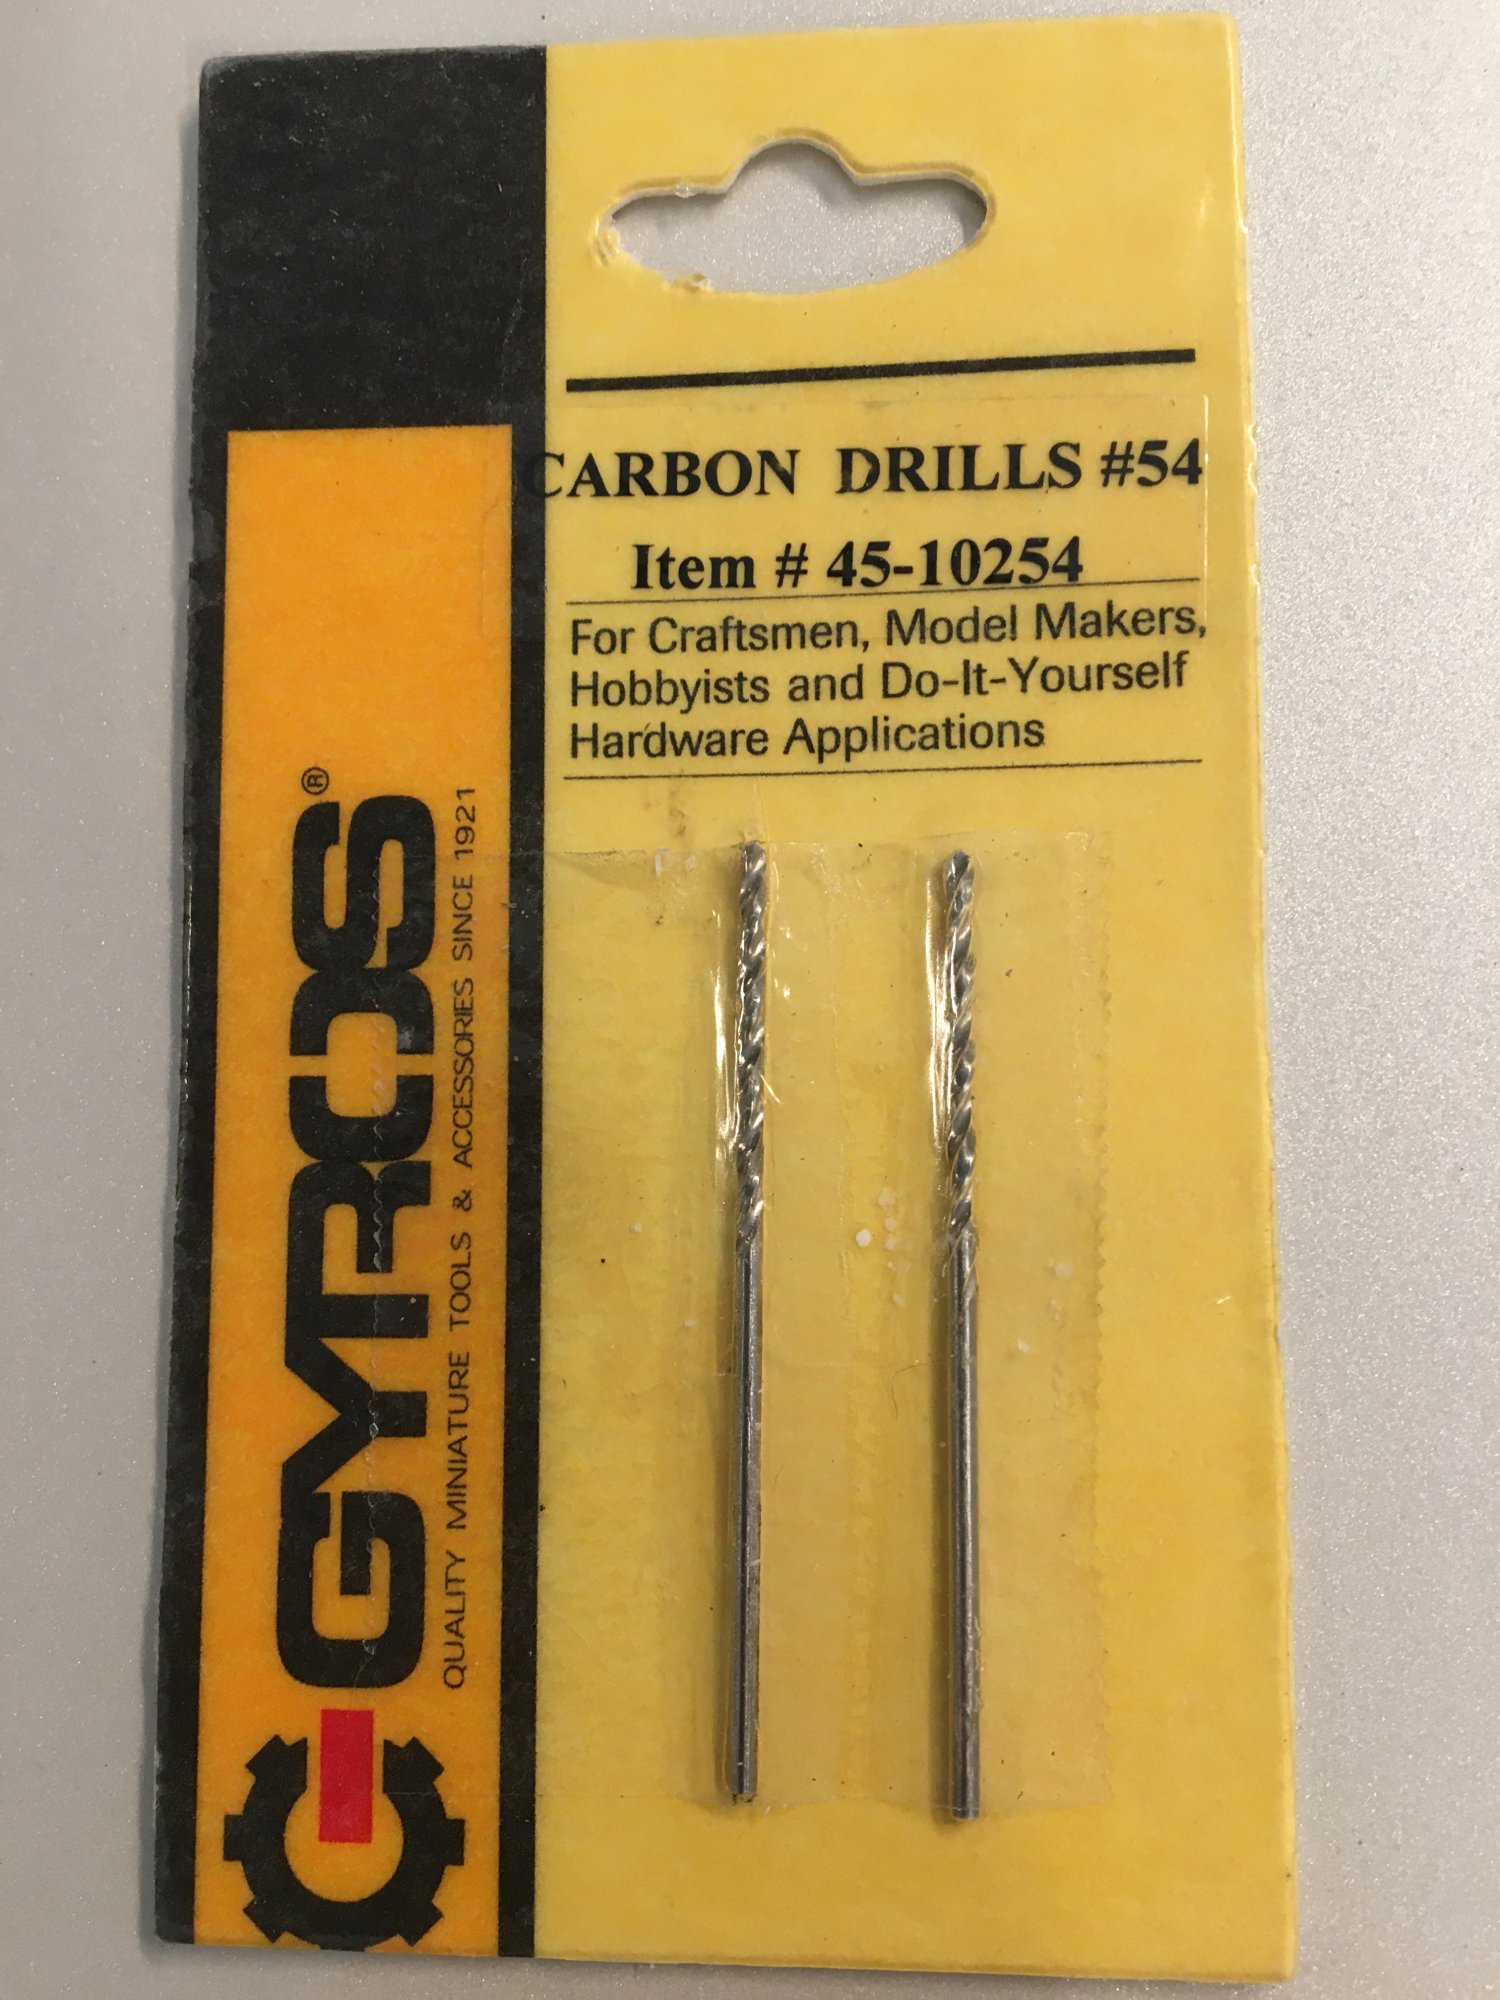 CARBON DRILLS #54
Item # 45-10254
For Craftsmen, Model Makers,
Hobbyists and Do-It-Yourself
Hardware Applications
GYROS®
QUALITY MINIATURE TOOLS & ACCESSORIES SINCE 1921